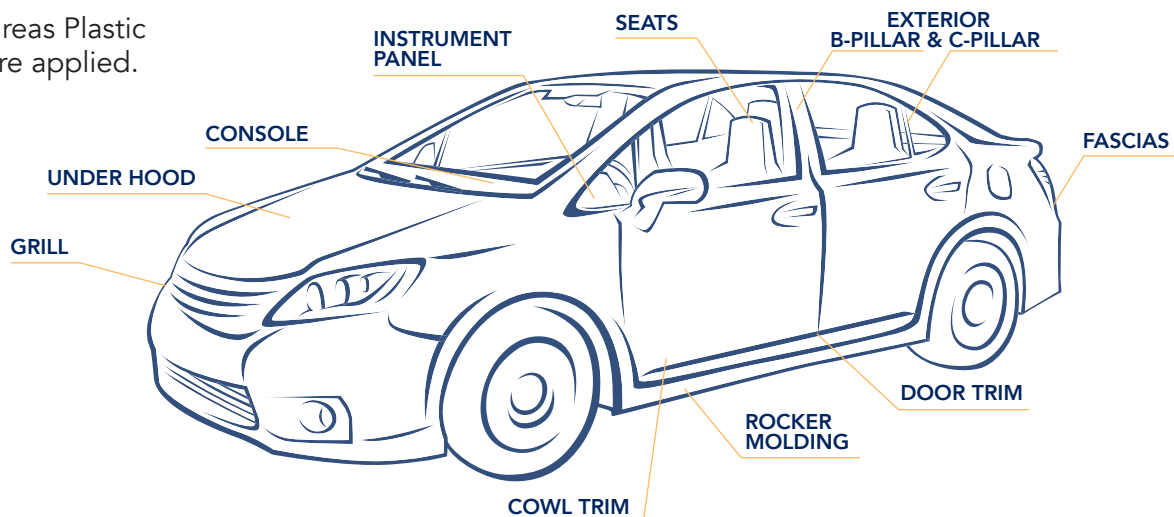 reas Plastic
re applied.
INSTRUMENT
PANEL
SEATS
EXTERIOR
B-PILLAR & C-PILLAR
CONSOLE
FASCIAS
UNDER HOOD
GRILL
DOOR TRIM
ROCKER
MOLDING
COWL TRIM